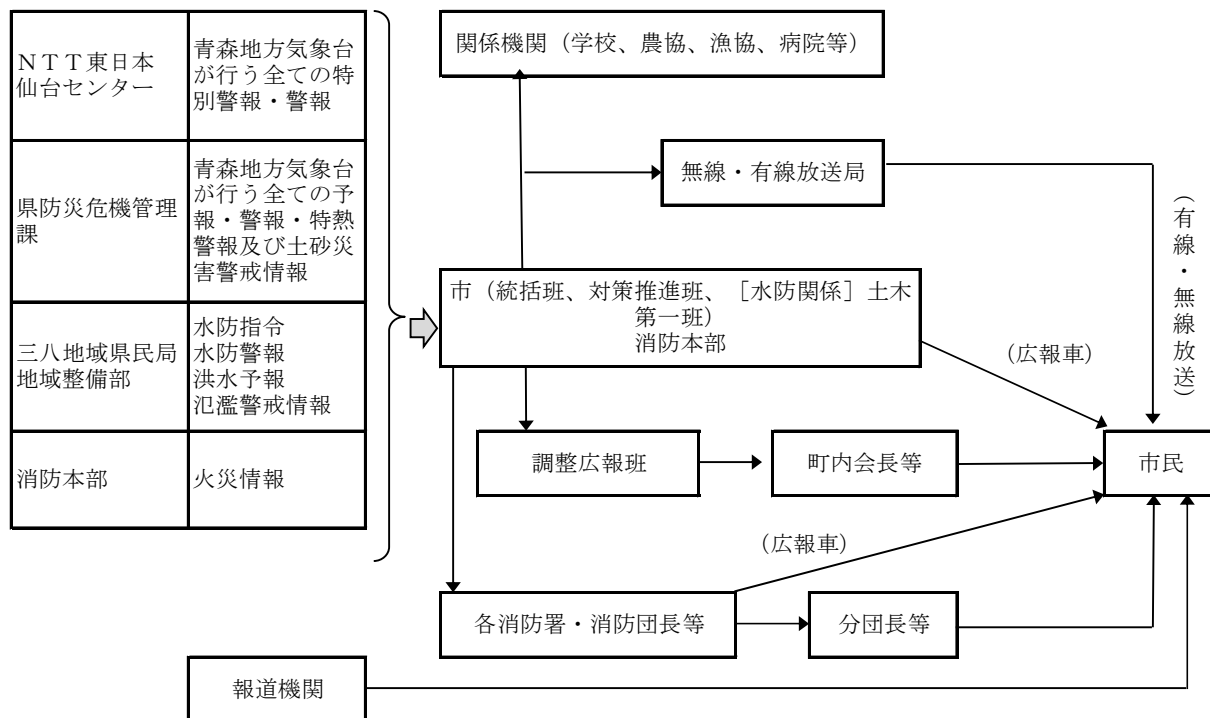 ＮＴＴ東日本
仙台センター
青森地方気象台
が行う全ての特
別警報・警報
県防災危機管理
課
青森地方気象台
が行う全ての予
報・警報・特熱
警報及び土砂災
害警戒情報
三八地域県民局
地域整備部
水防指令
水防警報
洪水予報
氾濫警戒情報
消防本部
火災情報
関係機関（学校、農協、漁協、病院等）
無線・有線放送局
（有線・無線放送）
市（統括班、対策推進班、［水防関係］土木
第一班）
消防本部
（広報車）
調整広報班
町内会長等
市民
（広報車）
各消防署・消防団長等
分団長等
報道機関